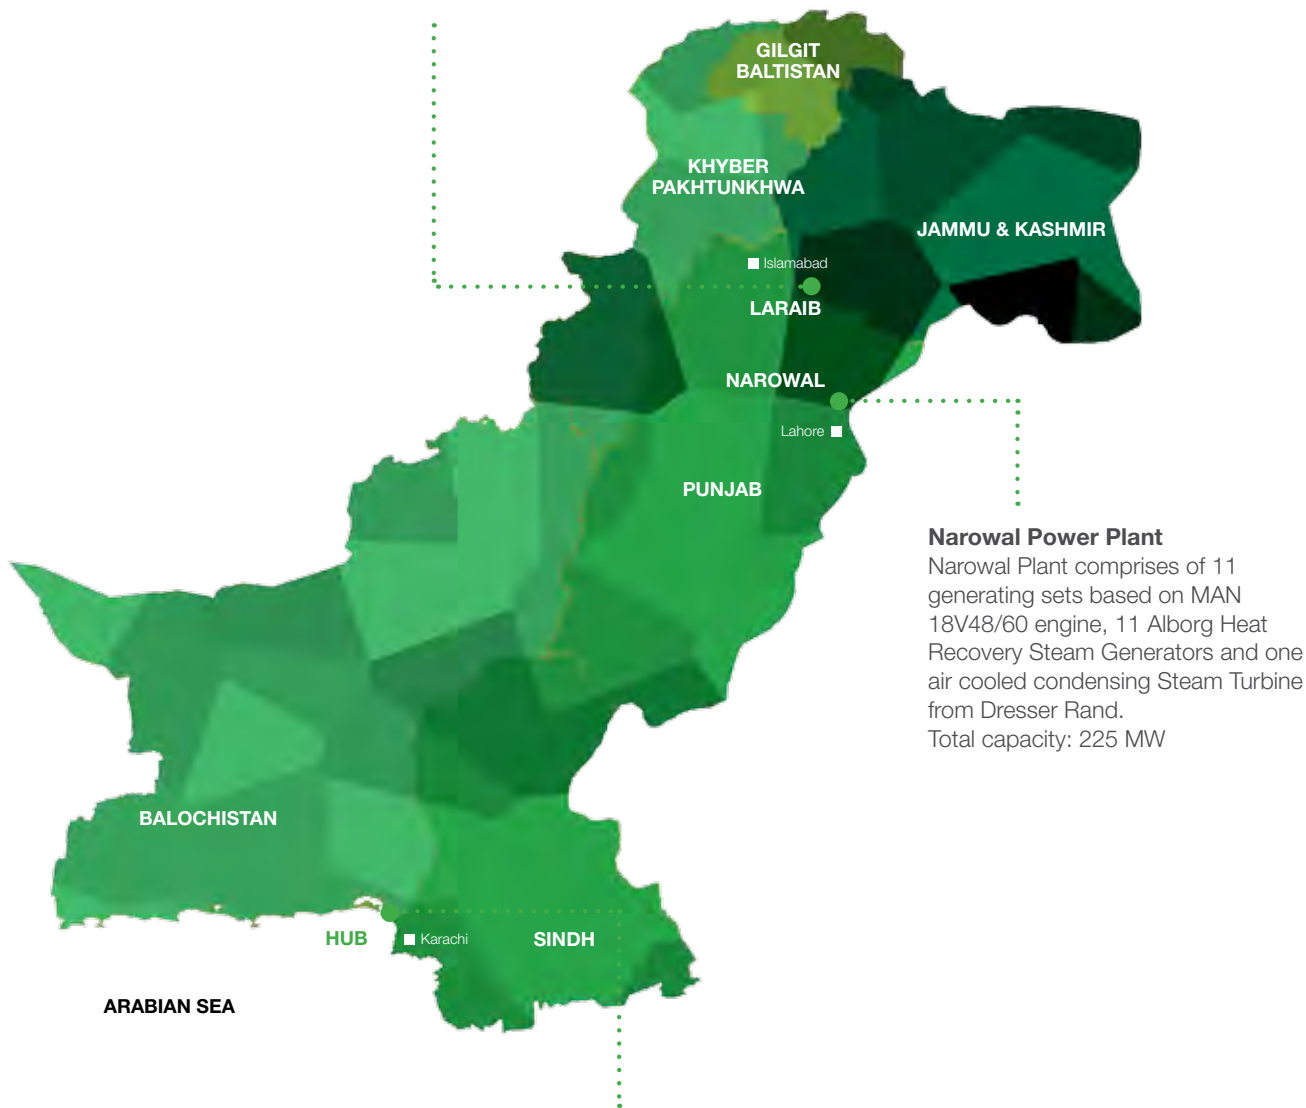 GILGIT
BALTISTAN
KHYBER
PAKHTUNKHWA
JAMMU & KASHMIR
Islamabad
LARAIB
NAROWAL
Lahore
PUNJAB
Narowal Power Plant
Narowal Plant comprises of 11
generating sets based on MAN
18V48/60 engine, 11 Alborg Heat
Recovery Steam Generators and one
air cooled condensing Steam Turbine
from Dresser Rand.
Total capacity: 225 MW
BALOCHISTAN
HUB
Karachi
SINDH
ARABIAN SEA